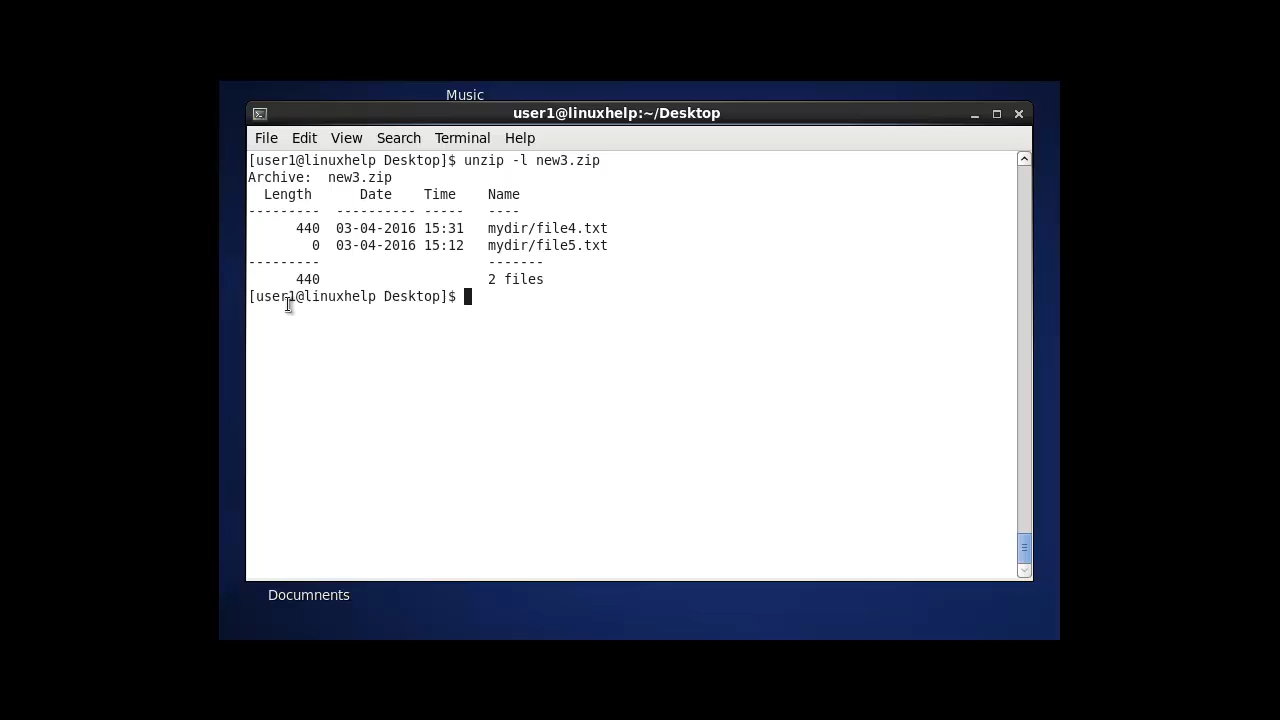 Music
user1@linuxhelp:~/Desktop
File Edit View Search Terminal Help
[user1@linuxhelp Desktop]$ unzip -l new3.zip
Archive:  new3.zip
  Length      Date    Time    Name
---------  ---------- -----   ----
      440  03-04-2016 15:31   mydir/file4.txt
        0  03-04-2016 15:12   mydir/file5.txt
---------                     -------
      440                     2 files
[user1@linuxhelp Desktop]$
Documnents